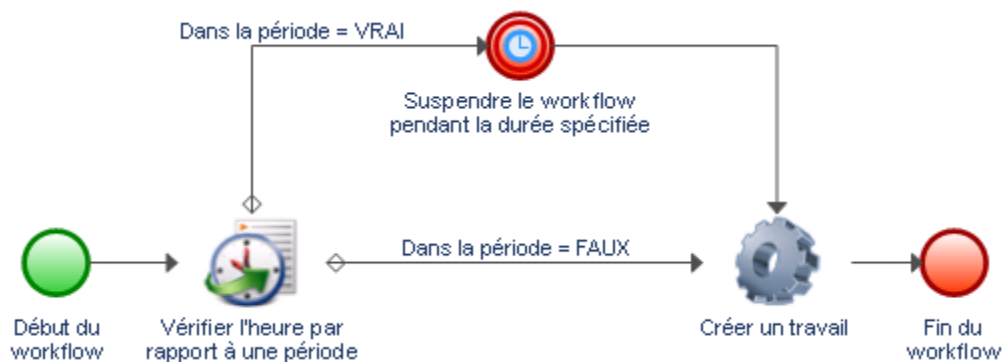 Dans la période = VRAI
Suspendre le workflow
pendant la durée spécifiée
Dans la période = FAUX
Début du
workflow
Vérifier l'heure par
rapport à une période
Créer un travail
Fin du
workflow